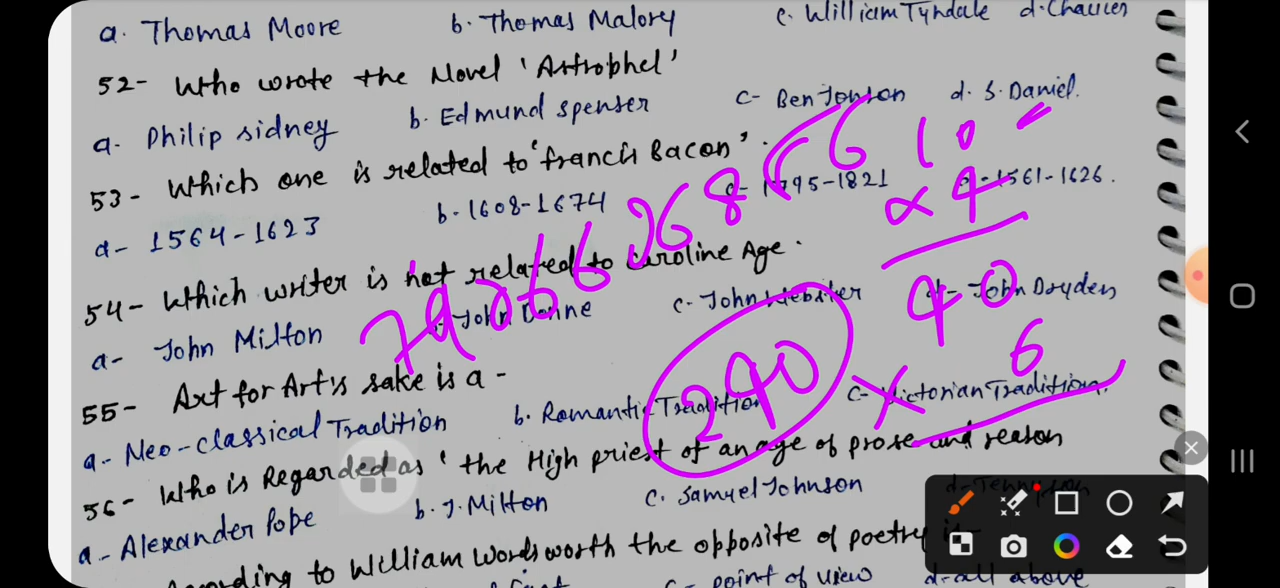 a. Thomas Moore b. Thomas Malory c. William Tyndale d. Chaucer
52- Who wrote the Novel 'Astrophel'
a. Philip sidney b. Edmund Spenser c- Ben Jonson d. S. Daniel.
53- Which one is related to 'francis Bacon'.
a- 1564-1623 b- 1608-1674 c- 1795-1821 d-1561-1626.
10
× 4
54- Which writer is not related to Caroline Age.
a- John Milton b- John Donne c- John Webster d- John Dryden
40
× 6
240
55- Art for Art's sake is a-
a- Neo-classical Tradition b. Romantic Tradition c- Victorian Tradition.
56- Who is Regarded as 'the High priest of an age of prose and reason
a- Alexander Pope b. J. Milton c. Samuel Johnson d- Tennyson
According to William Wordsworth the opposite of poetry is-
c- point of view d- all above